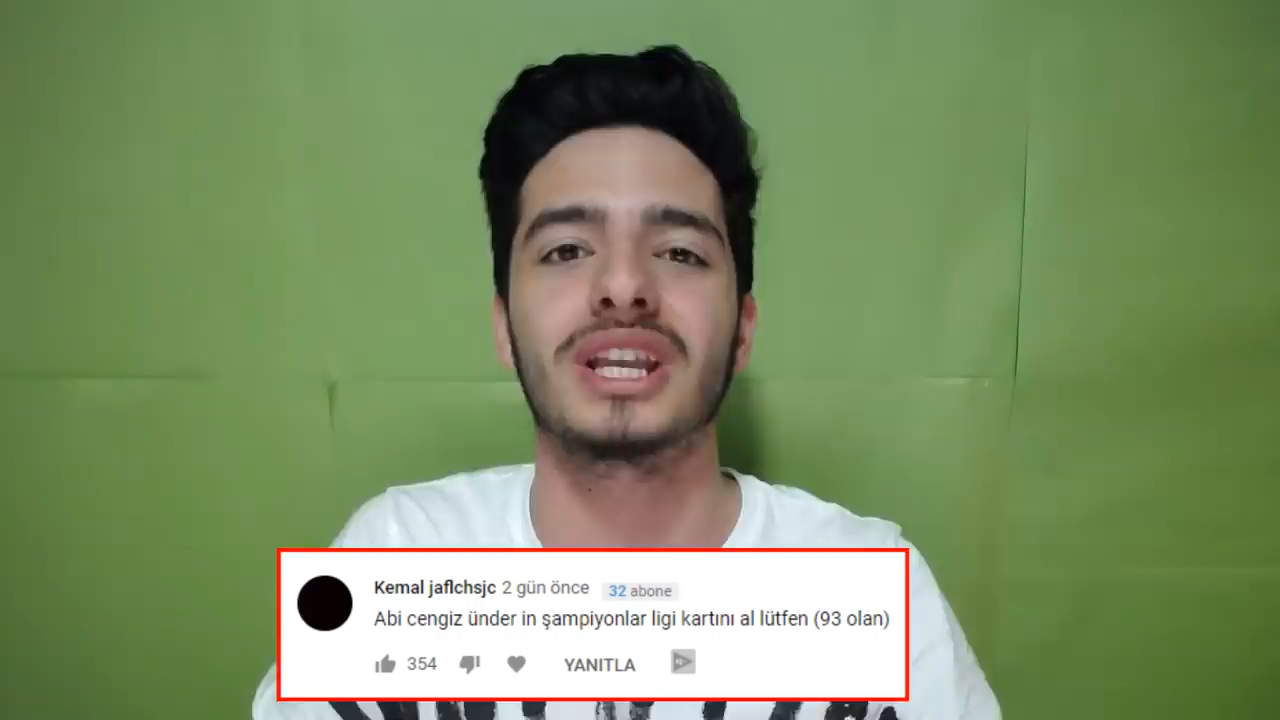 Kemal jaflchsjc 2 gün önce 32 abone
Abi cengiz ünder in şampiyonlar ligi kartını al lütfen (93 olan)
354 YANITLA